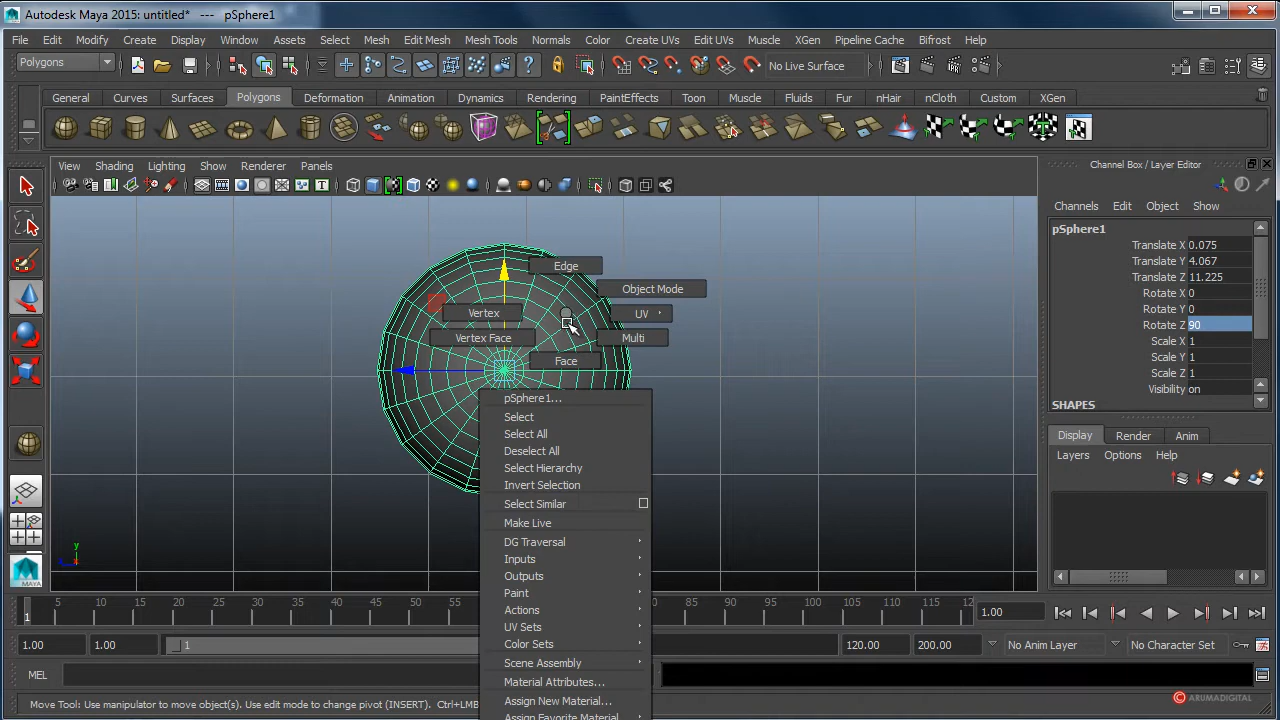 Autodesk Maya 2015: untitled*   ---   pSphere1
File Edit Modify Create Display Window Assets Select Mesh Edit Mesh Mesh Tools Normals Color Create UVs Edit UVs Muscle XGen Pipeline Cache Bifrost Help
Polygons No Live Surface
General Curves Surfaces Polygons Deformation Animation Dynamics Rendering PaintEffects Toon Muscle Fluids Fur nHair nCloth Custom XGen
View Shading Lighting Show Renderer Panels
Channel Box / Layer Editor
Channels Edit Object Show
pSphere1
Translate X 0.075
Translate Y 4.067
Translate Z 11.225
Rotate X 0
Rotate Y 0
Rotate Z 90
Scale X 1
Scale Y 1
Scale Z 1
Visibility on
SHAPES
Display Render Anim
Layers Options Help
Edge
Object Mode
Vertex
UV
Vertex Face
Multi
Face
pSphere1...
Select
Select All
Deselect All
Select Hierarchy
Invert Selection
Select Similar
Make Live
DG Traversal
Inputs
Outputs
Paint
Actions
UV Sets
Color Sets
Scene Assembly
Material Attributes...
Assign New Material...
Assign Favorite Material
y
z x
MAYA
1 5 10 15 20 25 30 35 40 45 50 55 80 85 90 95 100 105 110 115 12 1.00
1.00 1.00 1 120.00 200.00 No Anim Layer No Character Set
MEL
Move Tool: Use manipulator to move object(s). Use edit mode to change pivot (INSERT). Ctrl+LMB
© ARUMADIGITAL